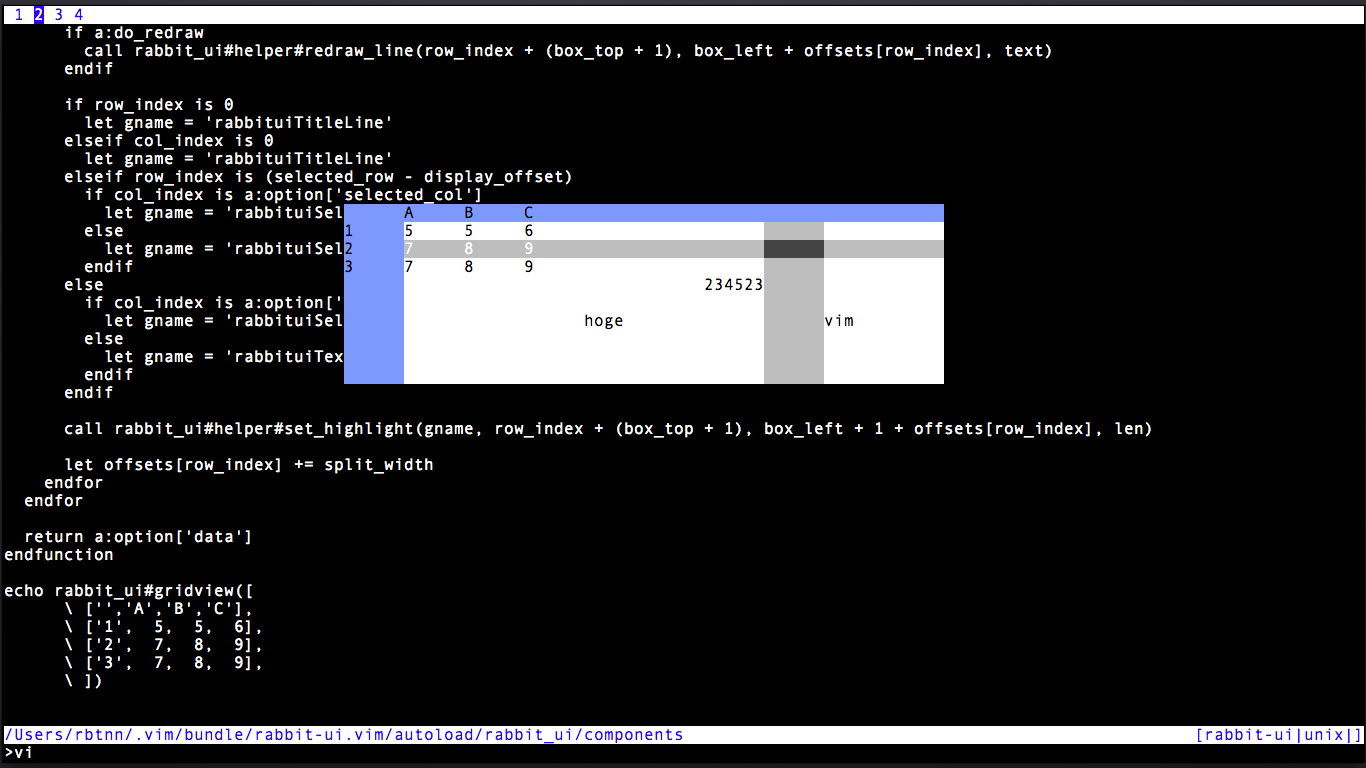 1 2 3 4
if a:do_redraw
call rabbit_ui#helper#redraw_line(row_index + (box_top + 1), box_left + offsets[row_index], text)
endif
if row_index is 0
let gname = 'rabbituiTitleLine'
elseif col_index is 0
let gname = 'rabbituiTitleLine'
elseif row_index is (selected_row - display_offset)
if col_index is a:option['selected_col']
let gname = 'rabbituiSel A B C
else 1 5 5 6
let gname = 'rabbituiSel 2 7 8 9
endif 3 7 8 9
else 234523
if col_index is a:option['
let gname = 'rabbituiSel hoge vim
else
let gname = 'rabbituiTex
endif
endif
call rabbit_ui#helper#set_highlight(gname, row_index + (box_top + 1), box_left + 1 + offsets[row_index], len)
let offsets[row_index] += split_width
endfor
endfor
return a:option['data']
endfunction
echo rabbit_ui#gridview([
\ ['','A','B','C'],
\ ['1', 5, 5, 6],
\ ['2', 7, 8, 9],
\ ['3', 7, 8, 9],
\ ])
/Users/rbtnn/.vim/bundle/rabbit-ui.vim/autoload/rabbit_ui/components [rabbit-ui|unix|]
>vi